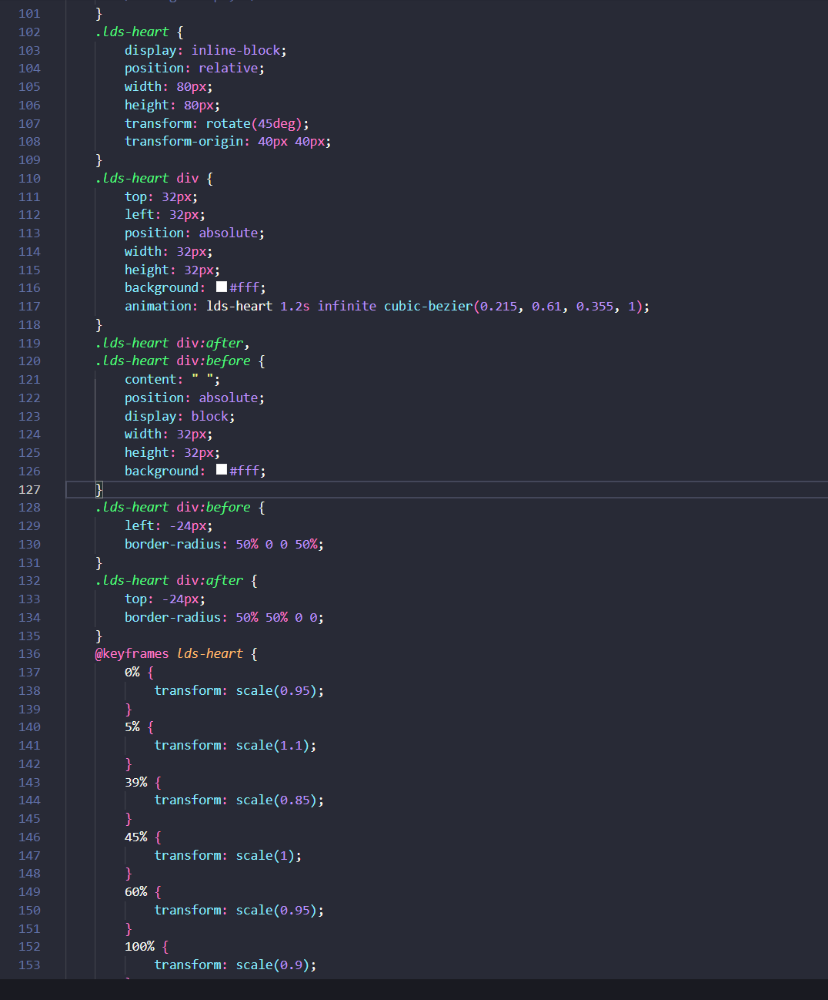 101 }
102 .lds-heart {
103 display: inline-block;
104 position: relative;
105 width: 80px;
106 height: 80px;
107 transform: rotate(45deg);
108 transform-origin: 40px 40px;
109 }
110 .lds-heart div {
111 top: 32px;
112 left: 32px;
113 position: absolute;
114 width: 32px;
115 height: 32px;
116 background: #fff;
117 animation: lds-heart 1.2s infinite cubic-bezier(0.215, 0.61, 0.355, 1);
118 }
119 .lds-heart div:after,
120 .lds-heart div:before {
121 content: " ";
122 position: absolute;
123 display: block;
124 width: 32px;
125 height: 32px;
126 background: #fff;
127 }
128 .lds-heart div:before {
129 left: -24px;
130 border-radius: 50% 0 0 50%;
131 }
132 .lds-heart div:after {
133 top: -24px;
134 border-radius: 50% 50% 0 0;
135 }
136 @keyframes lds-heart {
137 0% {
138 transform: scale(0.95);
139 }
140 5% {
141 transform: scale(1.1);
142 }
143 39% {
144 transform: scale(0.85);
145 }
146 45% {
147 transform: scale(1);
148 }
149 60% {
150 transform: scale(0.95);
151 }
152 100% {
153 transform: scale(0.9);